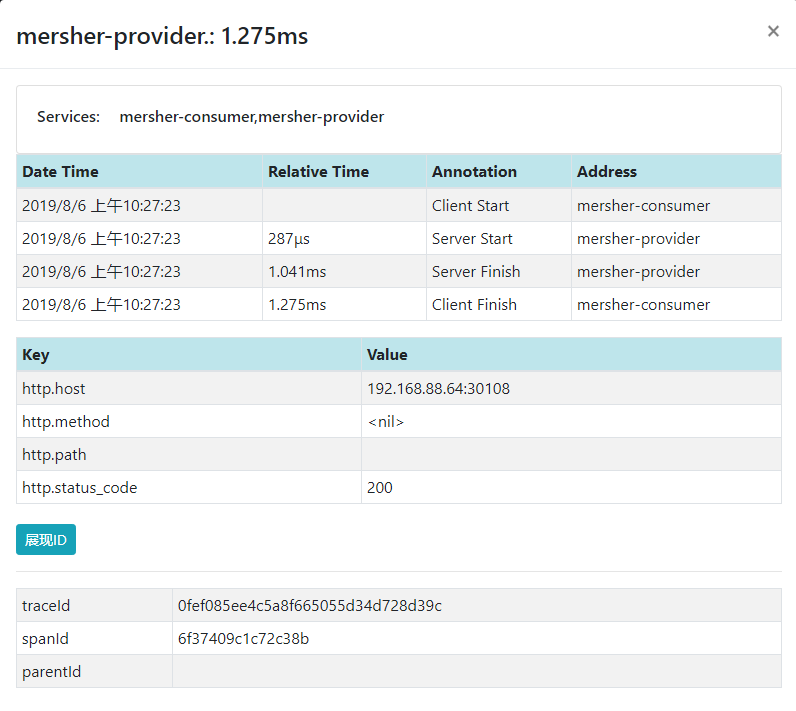 mersher-provider.: 1.275ms ×
Services: mersher-consumer,mersher-provider
Date Time Relative Time Annotation Address
2019/8/6 上午10:27:23 Client Start mersher-consumer
2019/8/6 上午10:27:23 287μs Server Start mersher-provider
2019/8/6 上午10:27:23 1.041ms Server Finish mersher-provider
2019/8/6 上午10:27:23 1.275ms Client Finish mersher-consumer
Key Value
http.host 192.168.88.64:30108
http.method <nil>
http.path
http.status_code 200
展现ID
traceId 0fef085ee4c5a8f665055d34d728d39c
spanId 6f37409c1c72c38b
parentId